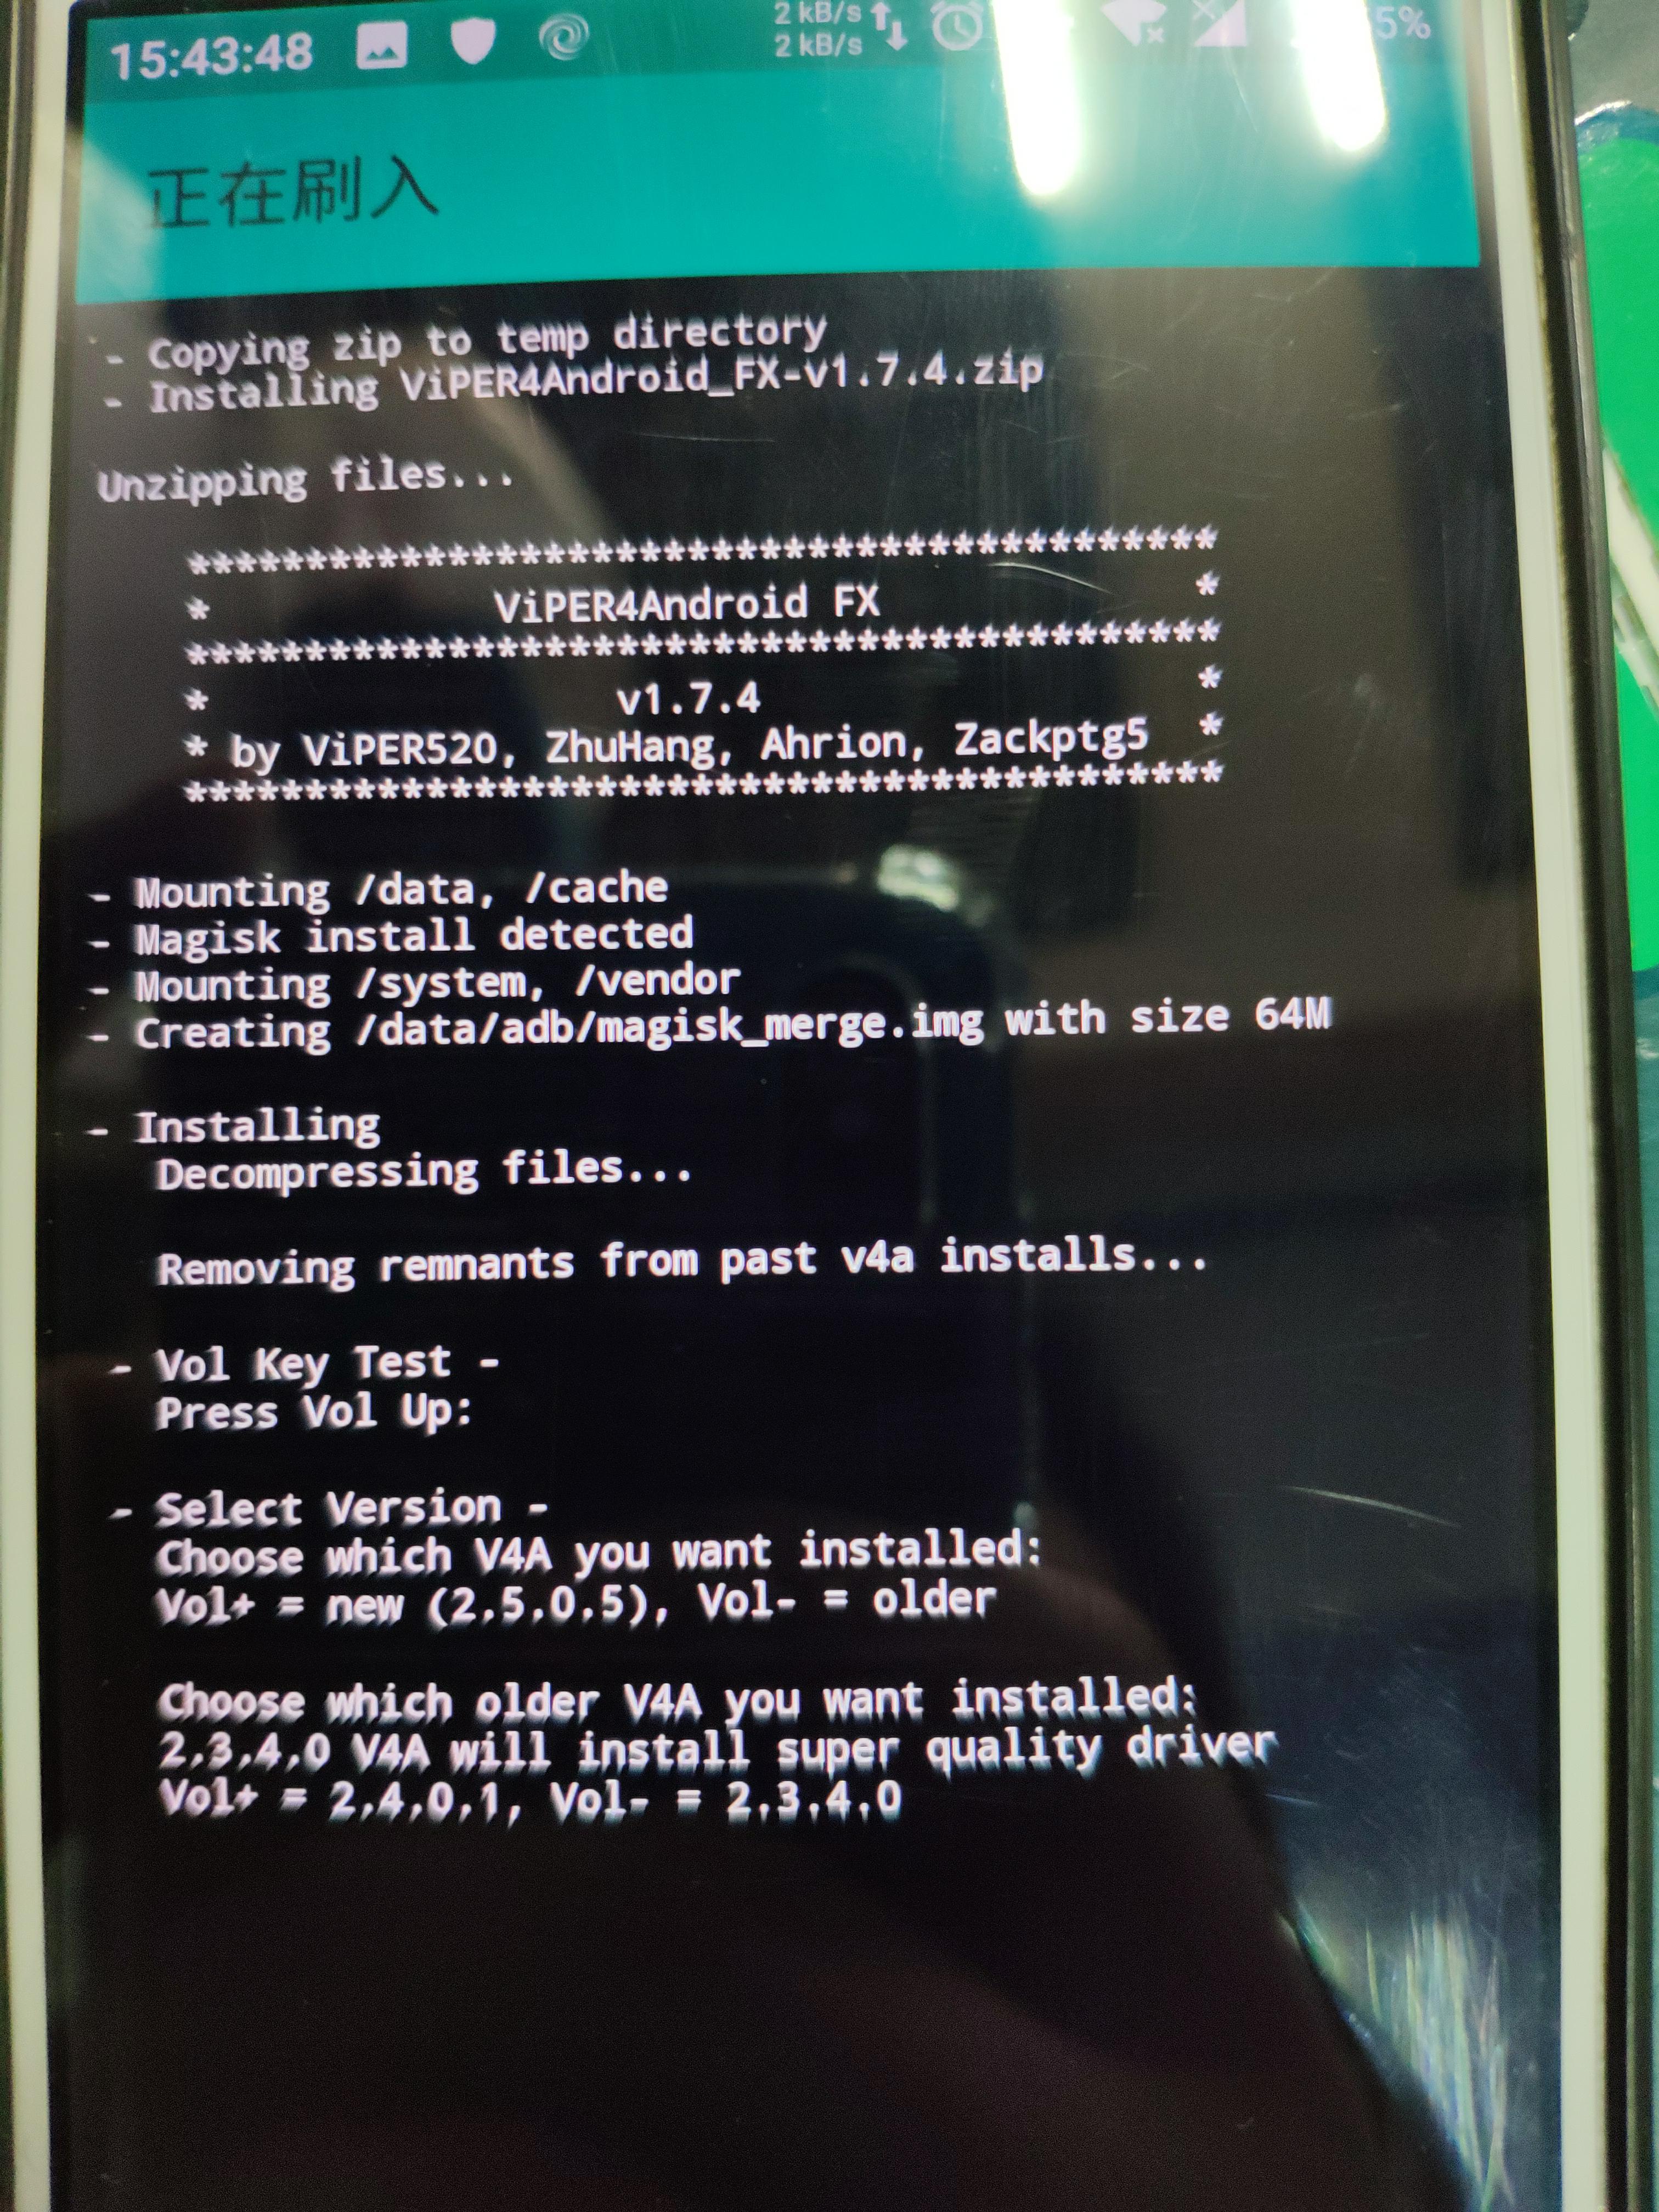 15:43:48
2 kB/s
2 kB/s
5%
正在刷入
- Copying zip to temp directory
- Installing ViPER4Android_FX-v1.7.4.zip
Unzipping files...
*******************************************
* ViPER4Android FX *
*******************************************
* v1.7.4 *
* by ViPER520, ZhuHang, Ahrion, Zackptg5 *
*******************************************
- Mounting /data, /cache
- Magisk install detected
- Mounting /system, /vendor
- Creating /data/adb/magisk_merge.img with size 64M
- Installing
Decompressing files...
Removing remnants from past v4a installs...
- Vol Key Test -
Press Vol Up:
- Select Version -
Choose which V4A you want installed:
Vol+ = new (2.5.0.5), Vol- = older
Choose which older V4A you want installed:
2.3.4.0 V4A will install super quality driver
Vol+ = 2.4.0.1, Vol- = 2.3.4.0